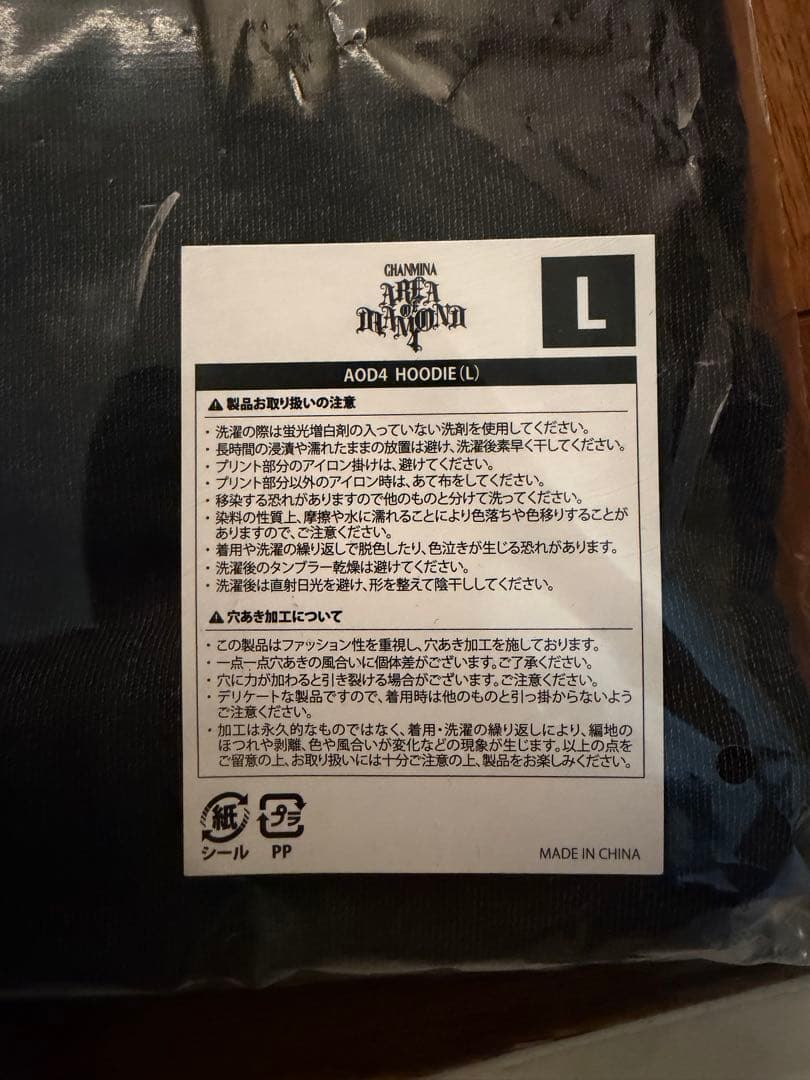 CHANMINA
AREA
OF
DIAMOND
4
L
AOD4 HOODIE(L)
⚠製品お取り扱いの注意
・洗濯の際は蛍光増白剤の入っていない洗剤を使用してください。
・長時間の浸漬や濡れたままの放置は避け、洗濯後素早く干してください。
・プリント部分のアイロン掛けは、避けてください。
・プリント部分以外のアイロン時は、あて布をしてください。
・移染する恐れがありますので他のものと分けて洗ってください。
・染料の性質上、摩擦や水に濡れることにより色落ちや色移りすることが
ありますので、ご注意ください。
・着用や洗濯の繰り返しで脱色したり、色泣きが生じる恐れがあります。
・洗濯後のタンブラー乾燥は避けてください。
・洗濯後は直射日光を避け、形を整えて陰干ししてください。
⚠穴あき加工について
・この製品はファッション性を重視し、穴あき加工を施しております。
・一点一点穴あきの風合いに個体差がございます。ご了承ください。
・穴に力が加わると引き裂ける場合がございます。ご注意ください。
・デリケートな製品ですので、着用時は他のものと引っ掛からないよう
ご注意ください。
・加工は永久的なものではなく、着用・洗濯の繰り返しにより、編地の
ほつれや剥離、色や風合いが変化などの現象が生じます。以上の点を
ご留意の上、お取り扱いには十分ご注意の上、製品をお楽しみください。
紙 プラ
シール PP
MADE IN CHINA